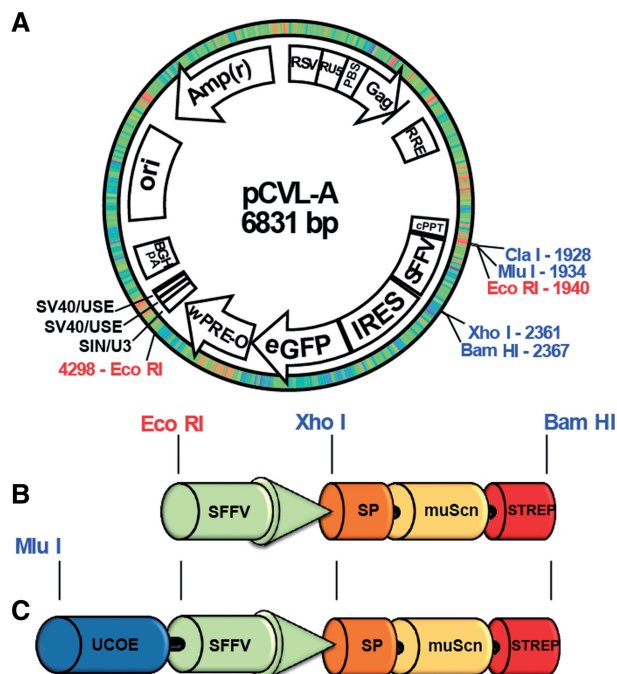 A
RSV
RU5
PBS
Gag
RRE
cPPT
SFFV
IRES
eGFP
wPRE-O
BGH
PA
ori
Amp(r)
pCVL-A
6831 bp
Cla I - 1928
Mlu I - 1934
Eco RI - 1940
Xho I - 2361
Bam HI - 2367
SV40/USE
SV40/USE
SIN/U3
4298 - Eco RI
Eco RI
Xho I
Bam HI
B
SFFV
SP
muScn
STREP
Mlu I
C
UCOE
SFFV
SP
muScn
STREP